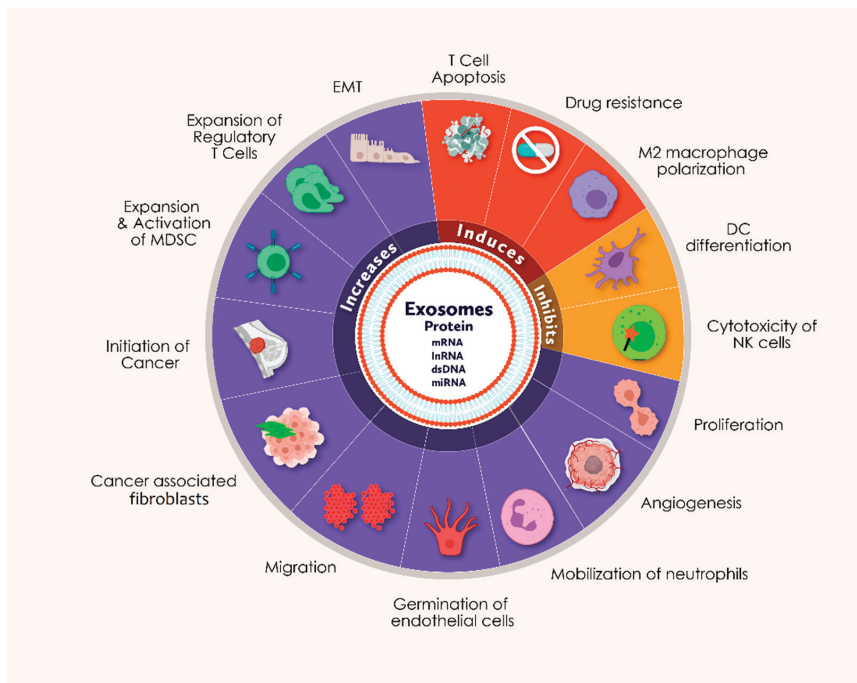 T Cell
Apoptosis
Drug resistance
M2 macrophage
polarization
DC
differentiation
Cytotoxicity of
NK cells
Proliferation
Angiogenesis
Mobilization of neutrophils
Germination of
endothelial cells
Migration
Cancer associated
fibroblasts
Initiation of
Cancer
Expansion
& Activation
of MDSC
Expansion of
Regulatory
T Cells
EMT
Induces
Inhibits
Increases
Exosomes
Protein
mRNA
lnRNA
dsDNA
miRNA